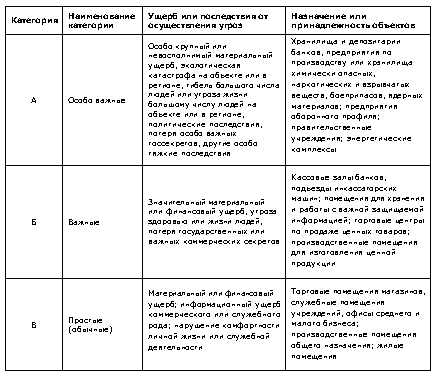 Категория
Наименование
категории
Ущерб или последствия от
осуществления угроз
Назначение или
принадлежность объектов
А
Особо важные
Особо крупный или
невосполнимый материальный
ущерб, экологическая
катастрофа на объекте или в
регионе, гибель большого числа
людей или угроза жизни
большому числу людей на
объекте или в регионе,
политические последствия,
потеря особо важных
госсекретов, другие особо
тяжкие последствия
Хранилища и депозитарии
банков, предприятия по
производству или хранилища
химически опасных,
наркотических и взрывчатых
веществ, боеприпасов, ядерных
материалов; предприятия
оборонного профиля;
правительственные
учреждения; энергетические
комплексы
Б
Важные
Значительный материальный
или финансовый ущерб, угроза
здоровью или жизни людей,
потеря государственных или
важных коммерческих секретов
Кассовые залы банков,
подъезды инкассаторских
машин; помещения для хранения
и работы с важной защищаемой
информацией; торговые центры
по продаже ценных товаров;
производственные помещения
для изготовления ценной
продукции
В
Простые
(обычные)
Материальный или финансовый
ущерб; информационный ущерб
коммерческого или служебного
рода; нарушение комфортности
личной жизни или служебной
деятельности
Торговые помещения магазинов,
служебные помещения
учреждений, офисы среднего и
малого бизнеса;
производственные помещения
общего назначения; жилые
помещения